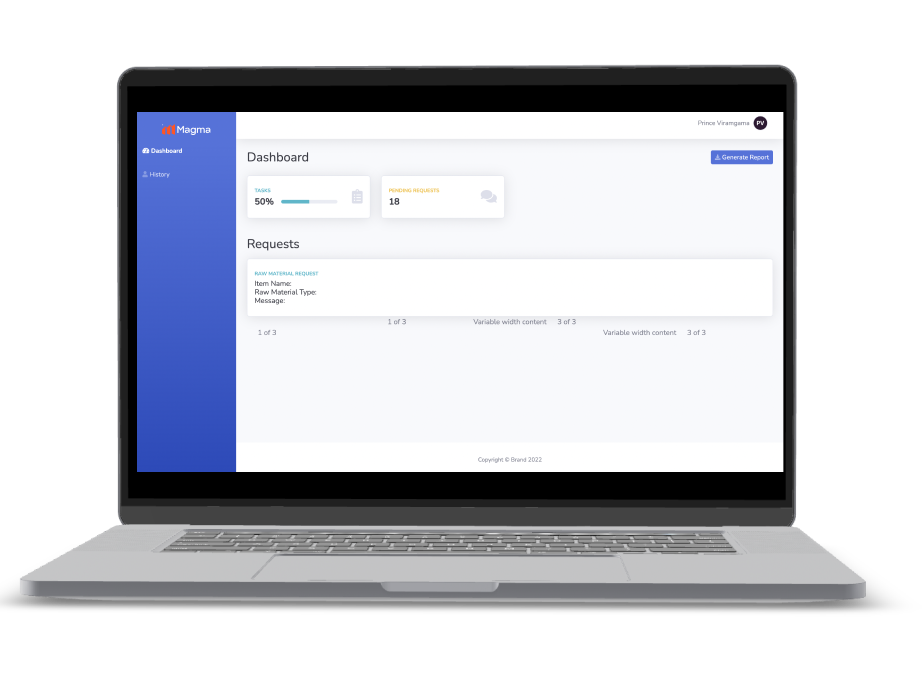 Magma
Prince Viramgama PV
Dashboard
History
Dashboard
Generate Report
TASKS
50%
PENDING REQUESTS
18
Requests
RAW MATERIAL REQUEST
Item Name:
Raw Material Type:
Message:
1 of 3 Variable width content 3 of 3
1 of 3 Variable width content 3 of 3
Copyright © Brand 2022